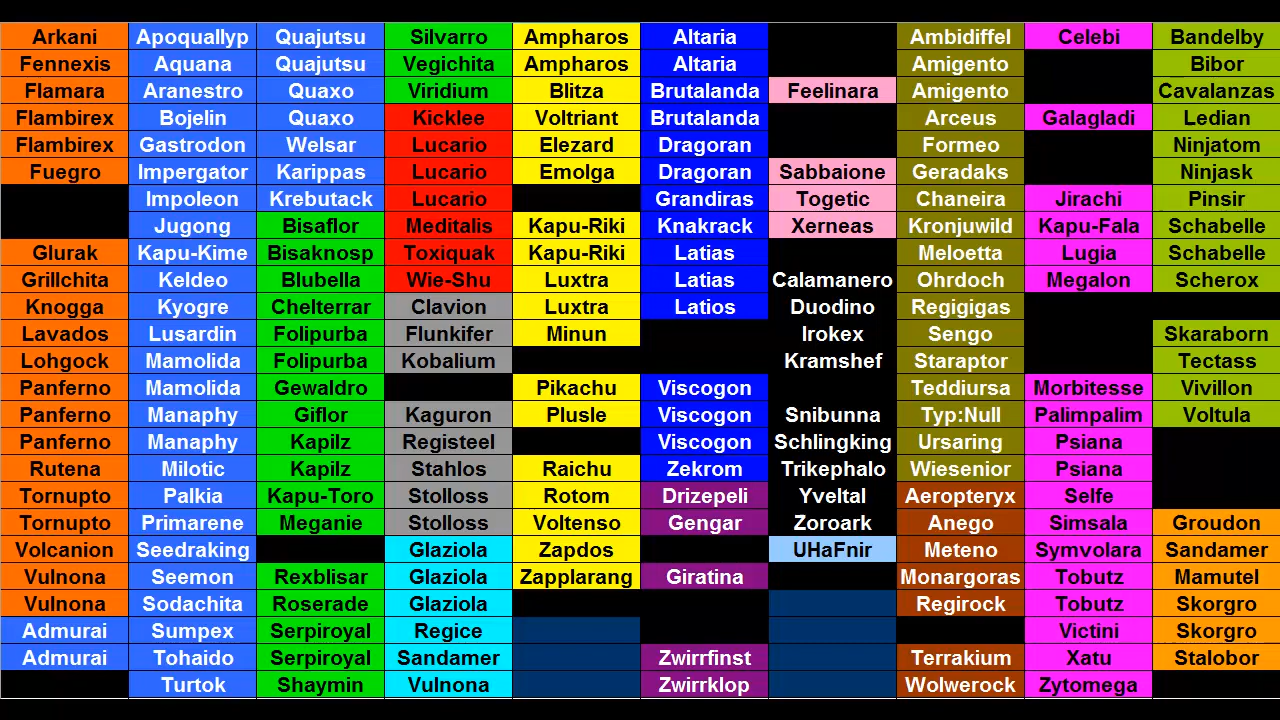 Arkani Apoquallyp Quajutsu Silvarro Ampharos Altaria Ambidiffel Celebi Bandelby
Fennexis Aquana Quajutsu Vegichita Ampharos Altaria Amigento Bibor
Flamara Aranestro Quaxo Viridium Blitza Brutalanda Feelinara Amigento Cavalanzas
Flambirex Bojelin Quaxo Kicklee Voltriant Brutalanda Arceus Galagladi Ledian
Flambirex Gastrodon Welsar Lucario Elezard Dragoran Formeo Ninjatom
Fuegro Impergator Karippas Lucario Emolga Dragoran Sabbaione Geradaks Ninjask
Impoleon Krebutack Lucario Grandiras Togetic Chaneira Jirachi Pinsir
Jugong Bisaflor Meditalis Kapu-Riki Knakrack Xerneas Kronjuwild Kapu-Fala Schabelle
Glurak Kapu-Kime Bisaknosp Toxiquak Kapu-Riki Latias Meloetta Lugia Schabelle
Grillchita Keldeo Blubella Wie-Shu Luxtra Latias Calamanero Ohrdoch Megalon Scherox
Knogga Kyogre Chelterrar Clavion Luxtra Latios Duodino Regigigas
Lavados Lusardin Folipurba Flunkifer Minun Irokex Sengo Skaraborn
Lohgock Mamolida Folipurba Kobalium Kramshef Staraptor Tectass
Panferno Mamolida Gewaldro Pikachu Viscogon Teddiursa Morbitesse Vivillon
Panferno Manaphy Giflor Kaguron Plusle Viscogon Snibunna Typ:Null Palimpalim Voltula
Panferno Manaphy Kapilz Registeel Viscogon Schlingking Ursaring Psiana
Rutena Milotic Kapilz Stahlos Raichu Zekrom Trikephalo Wiesenior Psiana
Tornupto Palkia Kapu-Toro Stolloss Rotom Drizepeli Yveltal Aeropteryx Selfe
Tornupto Primarene Meganie Stolloss Voltenso Gengar Zoroark Anego Simsala Groudon
Volcanion Seedraking Glaziola Zapdos UHaFnir Meteno Symvolara Sandamer
Vulnona Seemon Rexblisar Glaziola Zapplarang Giratina Monargoras Tobutz Mamutel
Vulnona Sodachita Roserade Glaziola Regirock Tobutz Skorgro
Admurai Sumpex Serpiroyal Regice Victini Skorgro
Admurai Tohaido Serpiroyal Sandamer Zwirrfinst Terrakium Xatu Stalobor
Turtok Shaymin Vulnona Zwirrklop Wolwerock Zytomega